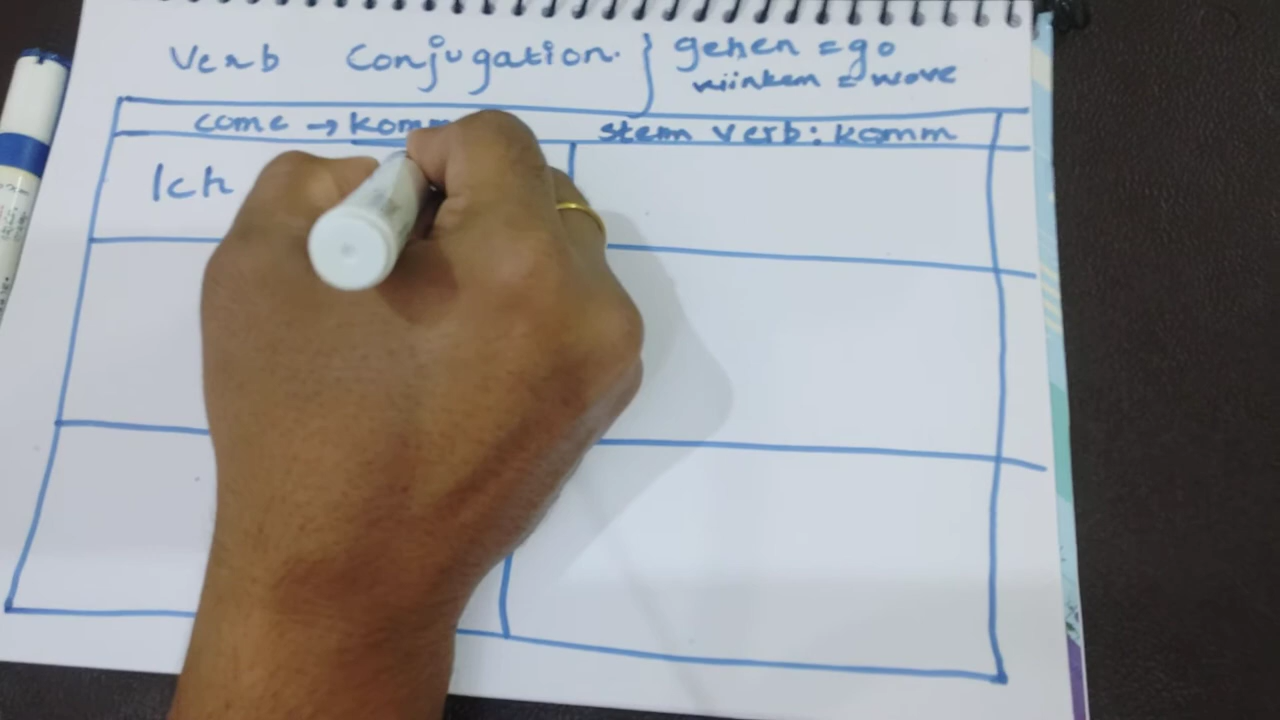 Verb Conjugation. } gehen = go
winken = wave
come → komm
stem verb: komm
Ich